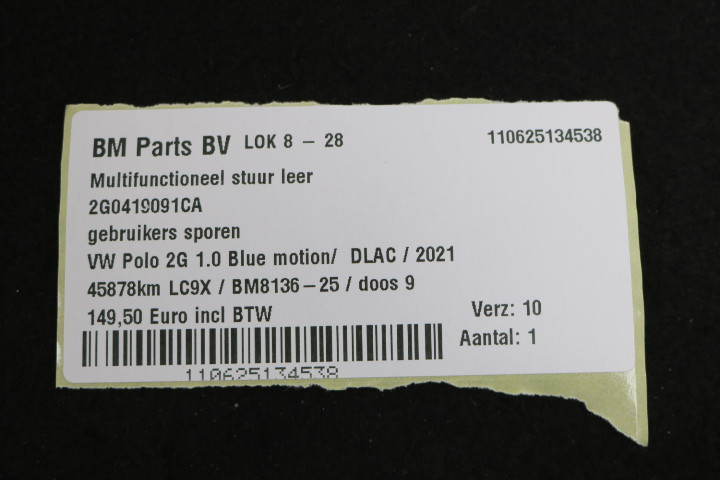 BM Parts BV LOK 8 - 28 110625134538
Multifunctioneel stuur leer
2G0419091CA
gebruikers sporen
VW Polo 2G 1.0 Blue motion/ DLAC / 2021
45878km LC9X / BM8136-25 / doos 9
149,50 Euro incl BTW Verz: 10
Aantal: 1
110625134538